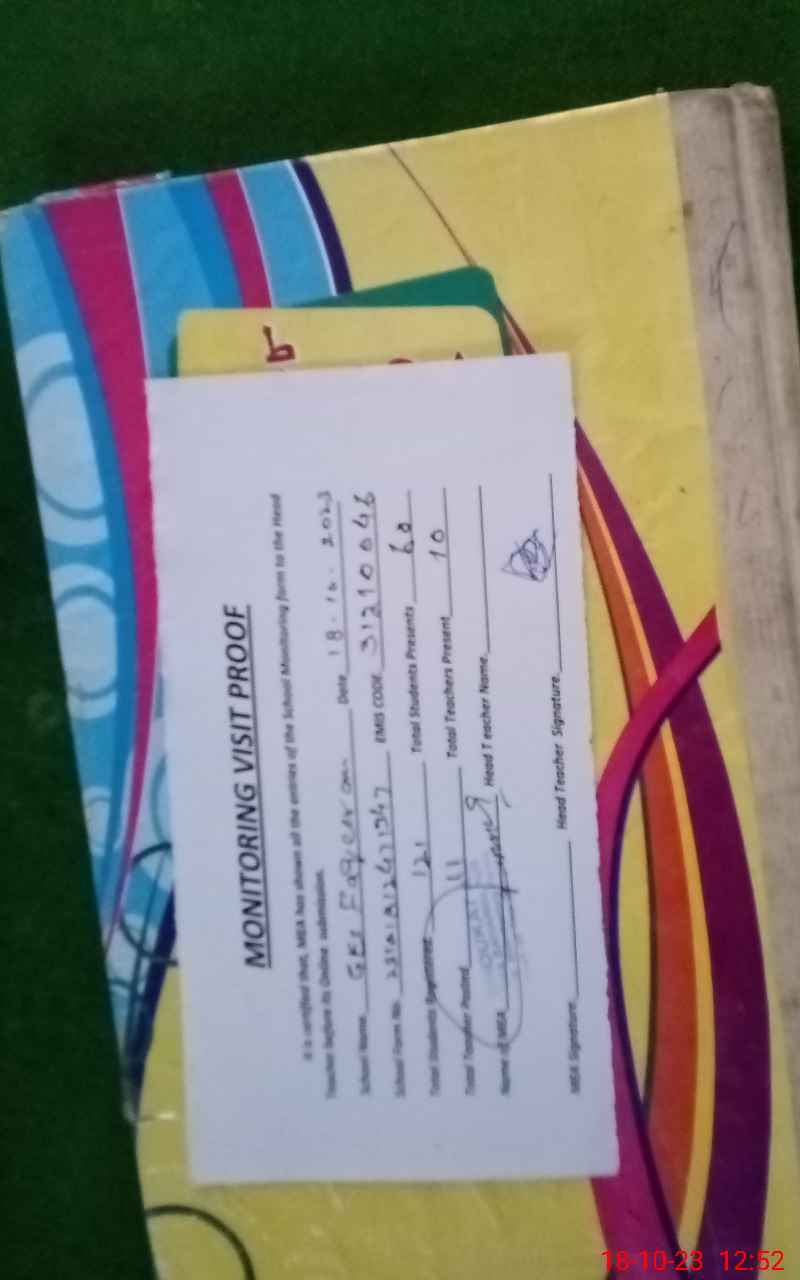 MONITORING VISIT PROOF
It is certified that, MEA has shown all the entries of the School Monitoring form to the Head
Teacher before its Online submission.
School Name Date 18-10-2023
School Form No. EMIS CODE 31210046
Total Students Registered 121 Total Students Presents 60
Total Teacher Posted 11 Total Teachers Present 10
Name of MEA Head Teacher Name
MEA Signature Head Teacher Signature
18-10-23 12:52